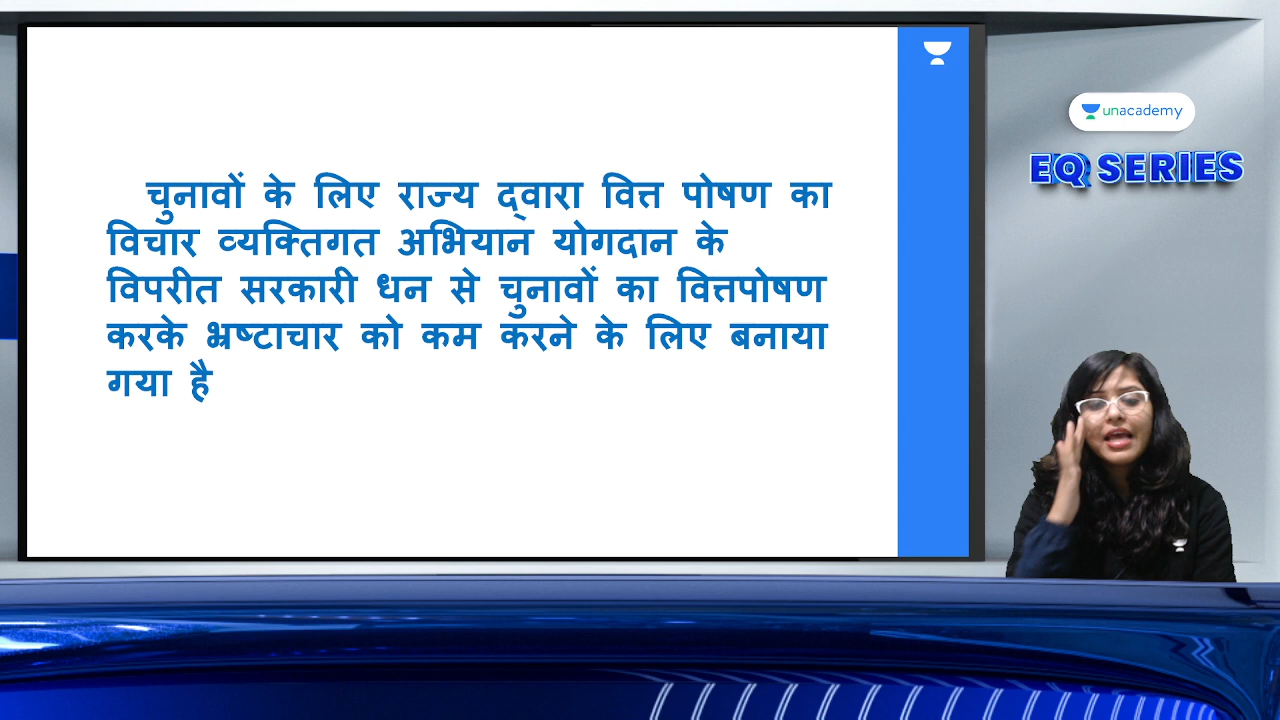 चुनावों के लिए राज्य द्वारा वित्त पोषण का
विचार व्यक्तिगत अभियान योगदान के
विपरीत सरकारी धन से चुनावों का वित्तपोषण
करके भ्रष्टाचार को कम करने के लिए बनाया
गया है
unacademy
EQ SERIES